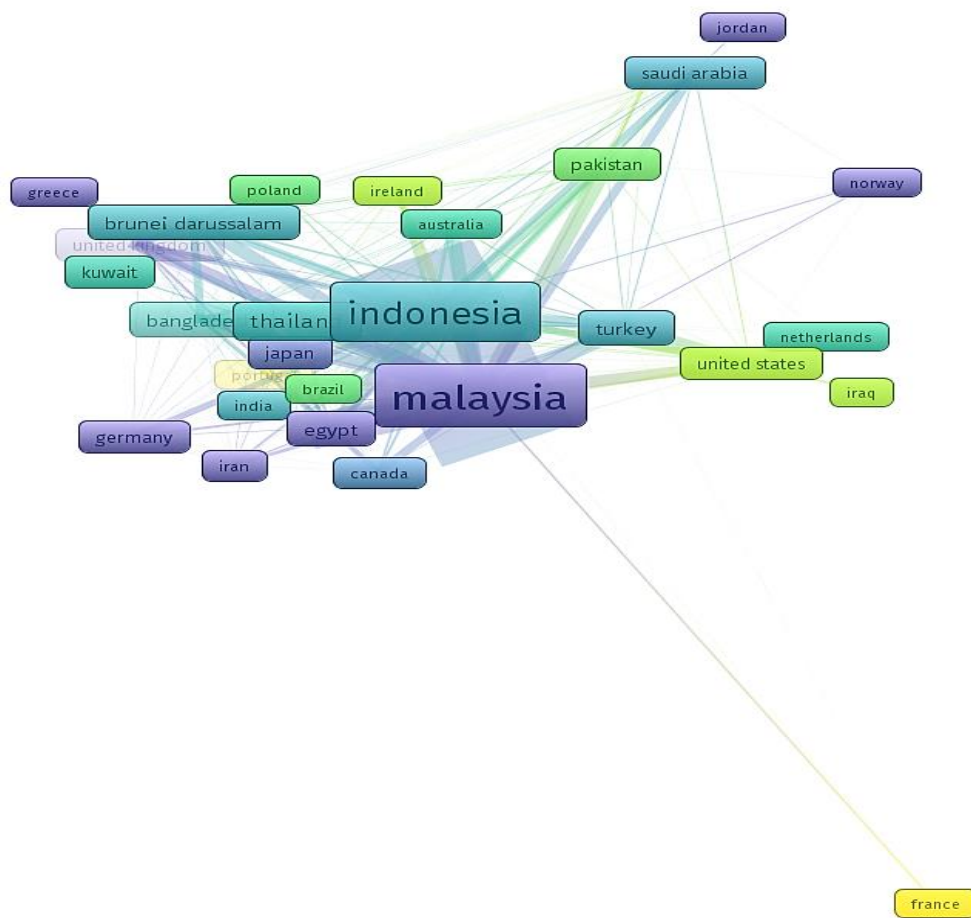 jordan
saudi arabia
pakistan
norway
greece
poland
ireland
brunei darussalam
australia
united kingdom
kuwait
indonesia
banglade
thailan
turkey
netherlands
japan
united states
brazil
iraq
india
malaysia
egypt
germany
iran
canada
france